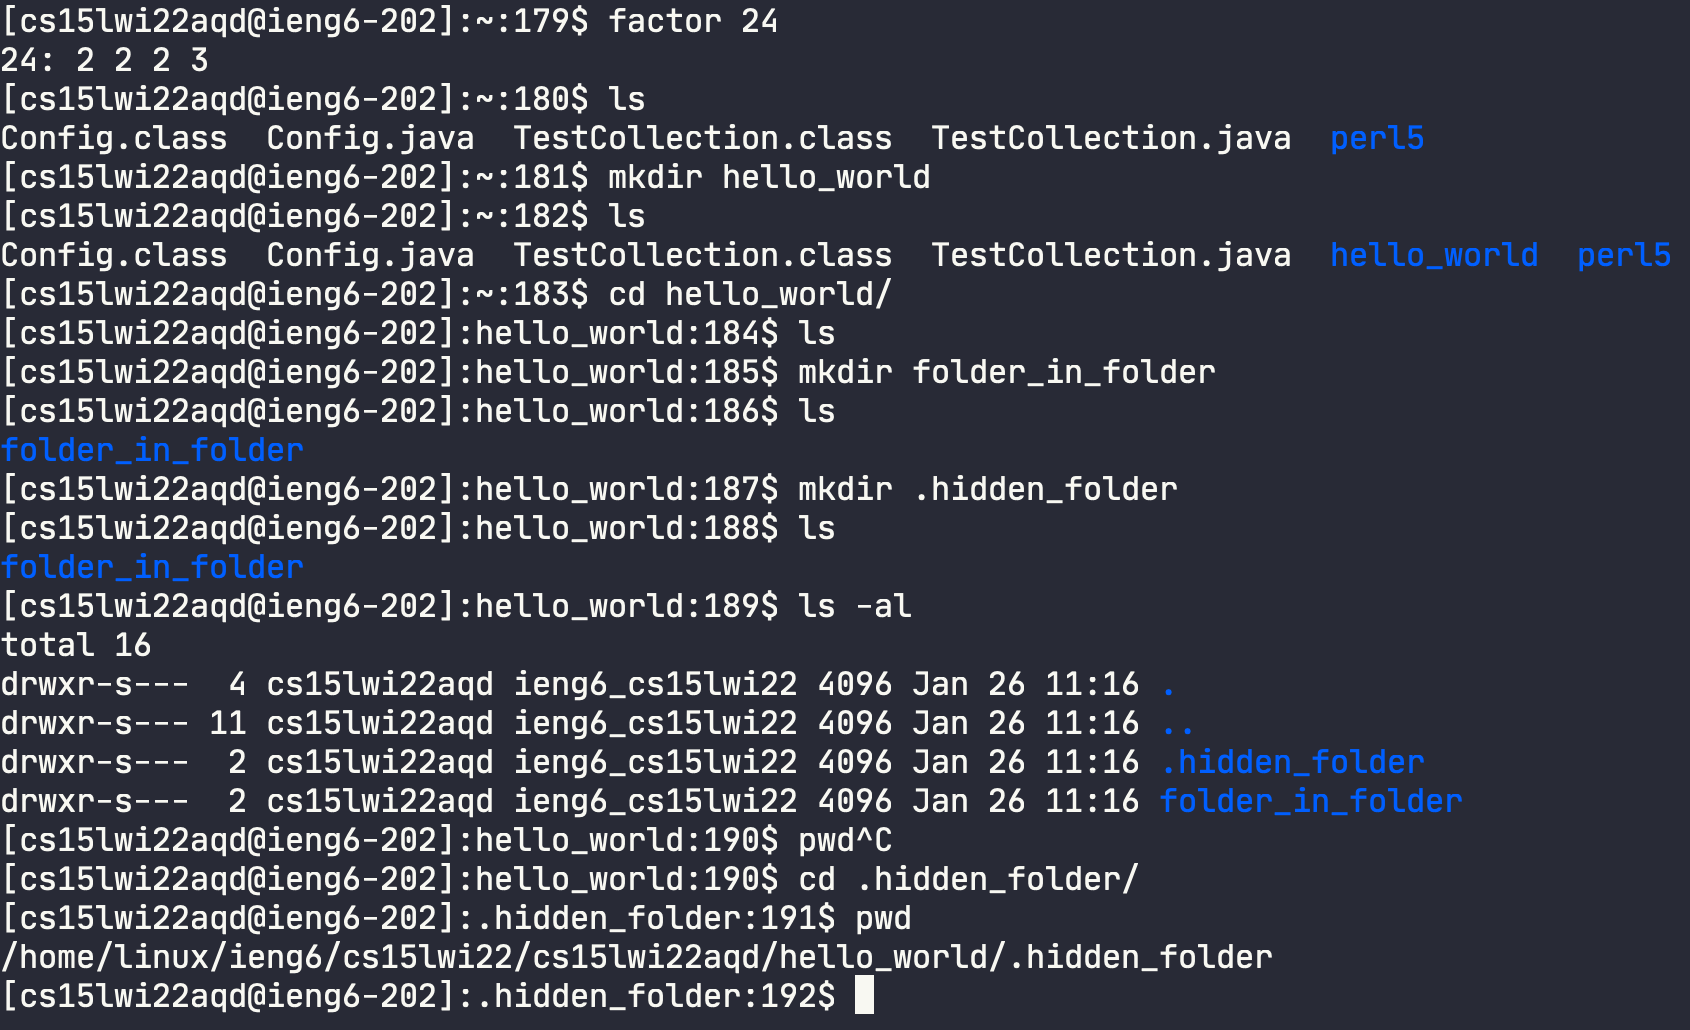 [cs15lwi22aqd@ieng6-202]:~:179$ factor 24
24: 2 2 2 3
[cs15lwi22aqd@ieng6-202]:~:180$ ls
Config.class  Config.java  TestCollection.class  TestCollection.java  perl5
[cs15lwi22aqd@ieng6-202]:~:181$ mkdir hello_world
[cs15lwi22aqd@ieng6-202]:~:182$ ls
Config.class  Config.java  TestCollection.class  TestCollection.java  hello_world  perl5
[cs15lwi22aqd@ieng6-202]:~:183$ cd hello_world/
[cs15lwi22aqd@ieng6-202]:hello_world:184$ ls
[cs15lwi22aqd@ieng6-202]:hello_world:185$ mkdir folder_in_folder
[cs15lwi22aqd@ieng6-202]:hello_world:186$ ls
folder_in_folder
[cs15lwi22aqd@ieng6-202]:hello_world:187$ mkdir .hidden_folder
[cs15lwi22aqd@ieng6-202]:hello_world:188$ ls
folder_in_folder
[cs15lwi22aqd@ieng6-202]:hello_world:189$ ls -al
total 16
drwxr-s---  4 cs15lwi22aqd ieng6_cs15lwi22 4096 Jan 26 11:16 .
drwxr-s--- 11 cs15lwi22aqd ieng6_cs15lwi22 4096 Jan 26 11:16 ..
drwxr-s---  2 cs15lwi22aqd ieng6_cs15lwi22 4096 Jan 26 11:16 .hidden_folder
drwxr-s---  2 cs15lwi22aqd ieng6_cs15lwi22 4096 Jan 26 11:16 folder_in_folder
[cs15lwi22aqd@ieng6-202]:hello_world:190$ pwd^C
[cs15lwi22aqd@ieng6-202]:hello_world:190$ cd .hidden_folder/
[cs15lwi22aqd@ieng6-202]:.hidden_folder:191$ pwd
/home/linux/ieng6/cs15lwi22/cs15lwi22aqd/hello_world/.hidden_folder
[cs15lwi22aqd@ieng6-202]:.hidden_folder:192$